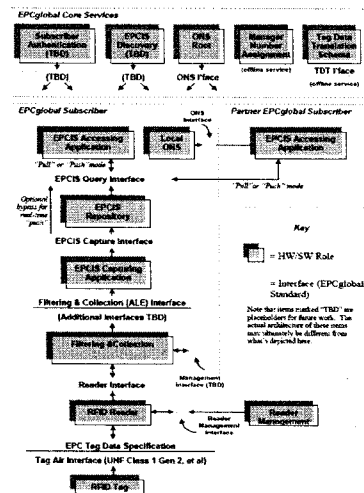 EPCglobal Core Services
Subscriber Authentication (TBD)
EPCIS Discovery (TBD)
ONS Root
Manager Number Assignment
(offline service)
Tag Data Translation Schema
(TBD)
(TBD)
ONS I'face
TDT I'face
(offline service)
EPCglobal Subscriber
Partner EPCglobal Subscriber
ONS Interface
EPCIS Accessing Application
Local ONS
EPCIS Accessing Application
"Pull" or "Push" mode
EPCIS Query Interface
"Pull" or "Push" mode
Optional bypass for real-time "push"
EPCIS Repository
EPCIS Capture Interface
EPCIS Capturing Application
Filtering & Collection (ALE) Interface
(Additional Interfaces TBD)
Filtering &Collection
Management Interface (TBD)
Reader Interface
RFID Reader
Reader Management
Reader Management Interface
EPC Tag Data Specification
Tag Air Interface (UHF Class 1 Gen 2, et al)
RFID Tag
Key
= HW/SW Role
= Interface (EPCglobal Standard)
Note that items marked "TBD" are
placeholders for future work. The
actual architecture of these items
may ultimately be different from
what's depicted here.